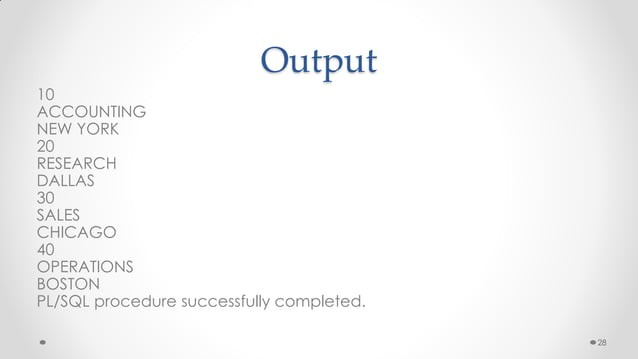 Output
10
ACCOUNTING
NEW YORK
20
RESEARCH
DALLAS
30
SALES
CHICAGO
40
OPERATIONS
BOSTON
PL/SQL procedure successfully completed.
28